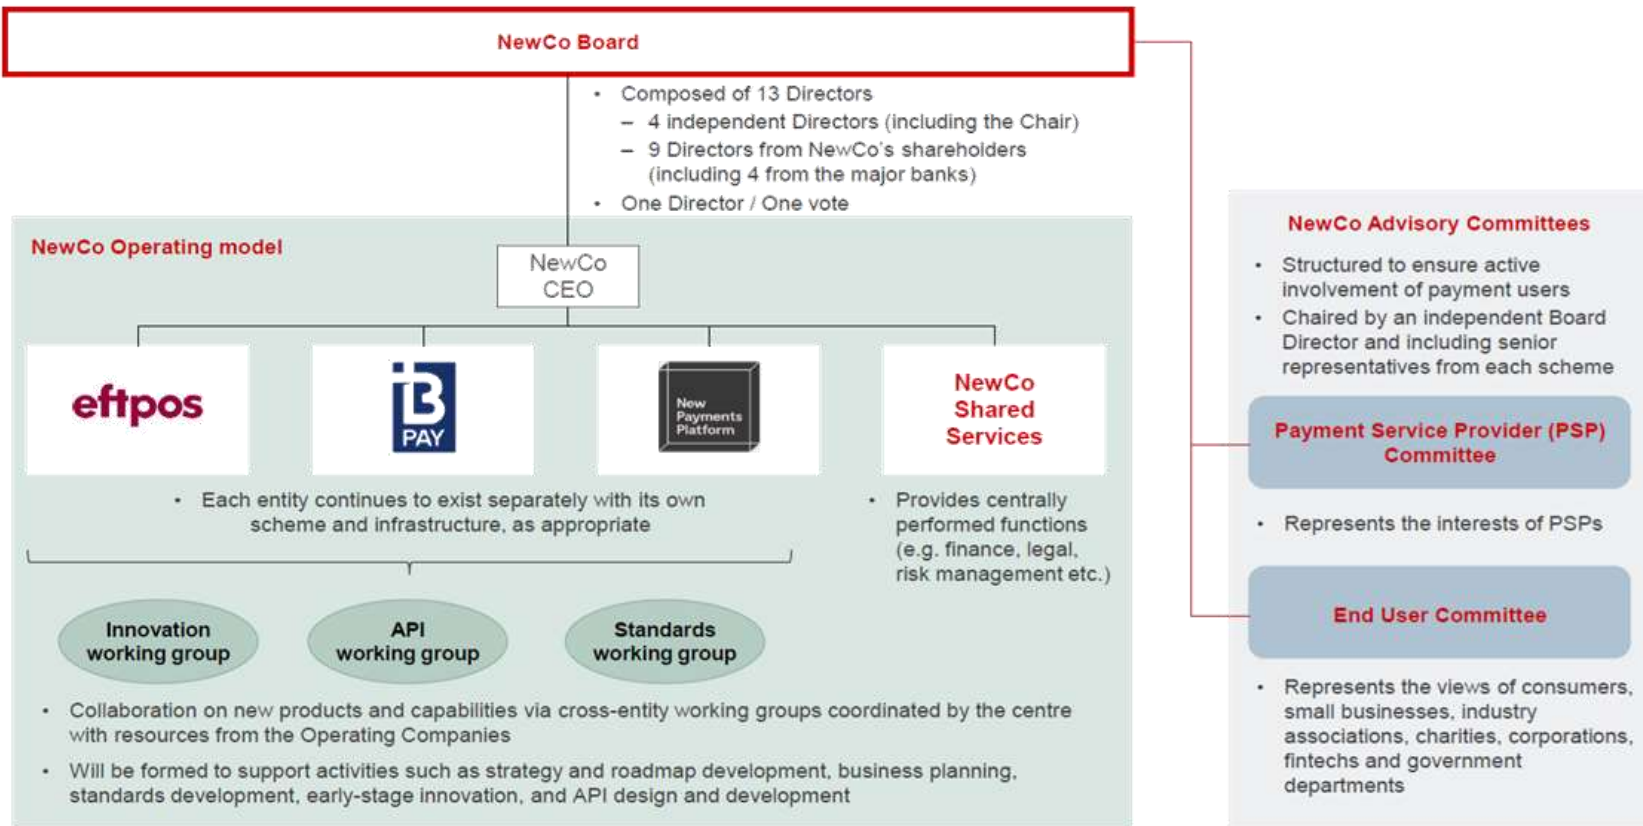 NewCo Board
• Composed of 13 Directors
– 4 independent Directors (including the Chair)
– 9 Directors from NewCo's shareholders
(including 4 from the major banks)
• One Director / One vote
NewCo Operating model
NewCo
CEO
eftpos
B
PAY
New
Payments
Platform
NewCo
Shared
Services
• Each entity continues to exist separately with its own
scheme and infrastructure, as appropriate
• Provides centrally
performed functions
(e.g. finance, legal,
risk management etc.)
Innovation
working group
API
working group
Standards
working group
• Collaboration on new products and capabilities via cross-entity working groups coordinated by the centre
with resources from the Operating Companies
• Will be formed to support activities such as strategy and roadmap development, business planning,
standards development, early-stage innovation, and API design and development
NewCo Advisory Committees
• Structured to ensure active
involvement of payment users
• Chaired by an independent Board
Director and including senior
representatives from each scheme
Payment Service Provider (PSP)
Committee
• Represents the interests of PSPs
End User Committee
• Represents the views of consumers,
small businesses, industry
associations, charities, corporations,
fintechs and government
departments